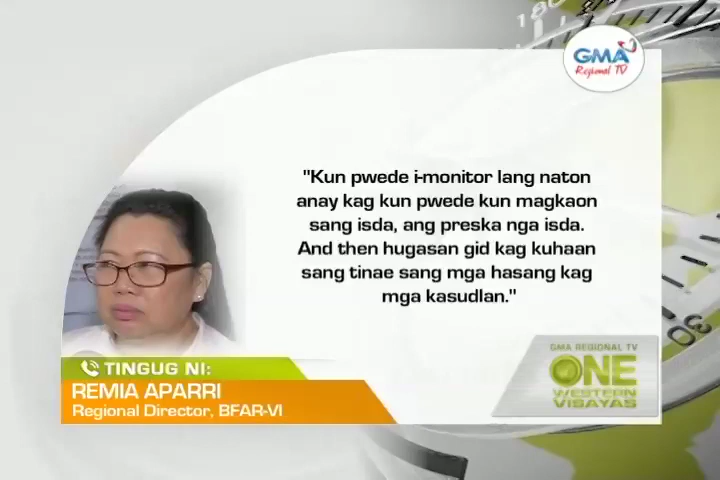 GMA
Regional TV
"Kun pwede i-monitor lang naton
anay kag kun pwede kun magkaon
sang isda, ang preska nga isda.
And then hugasan gid kag kuhaan
sang tinae sang mga hasang kag
mga kasudlan."
TINGUG NI:
REMIA APARRI
Regional Director, BFAR-VI
GMA REGIONAL TV
ONE
WESTERN
VISAYAS
30